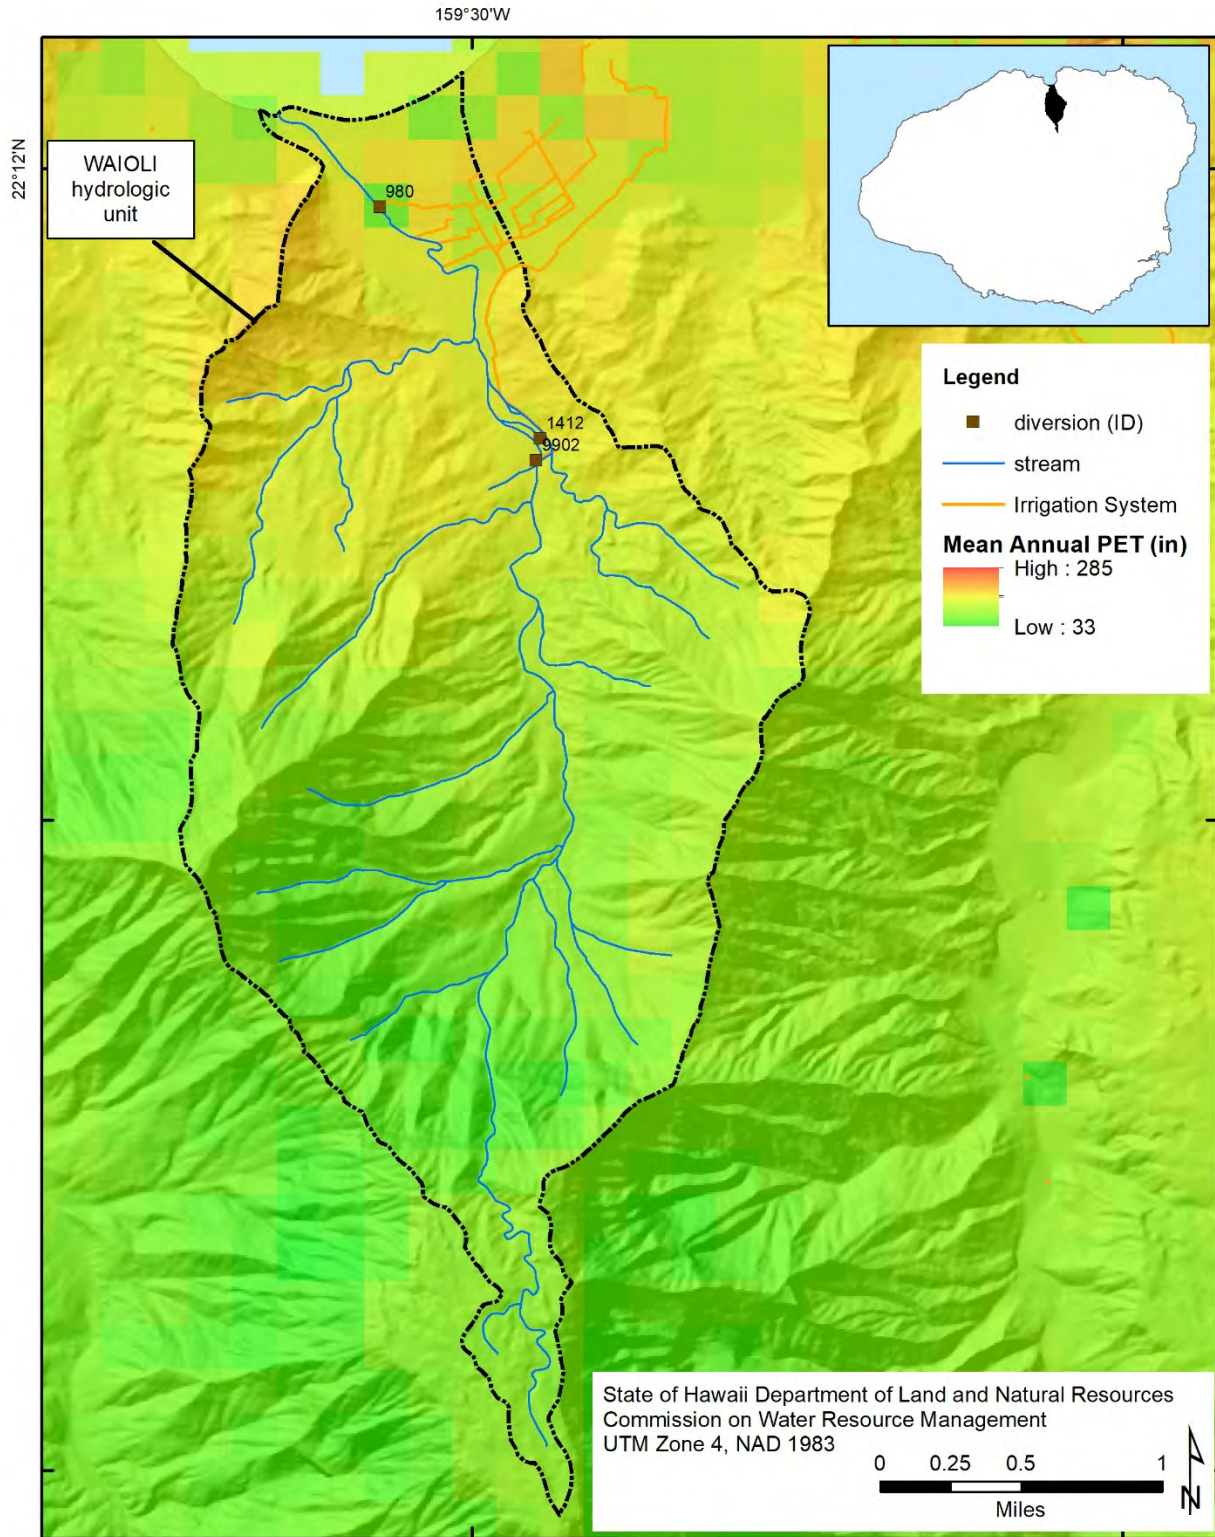 159°30'W
22°12'N
WAIOLI
hydrologic
unit
980
1412
9902
Legend
diversion (ID)
stream
Irrigation System
Mean Annual PET (in)
High : 285
Low : 33
State of Hawaii Department of Land and Natural Resources
Commission on Water Resource Management
UTM Zone 4, NAD 1983
0 0.25 0.5 1
Miles
N